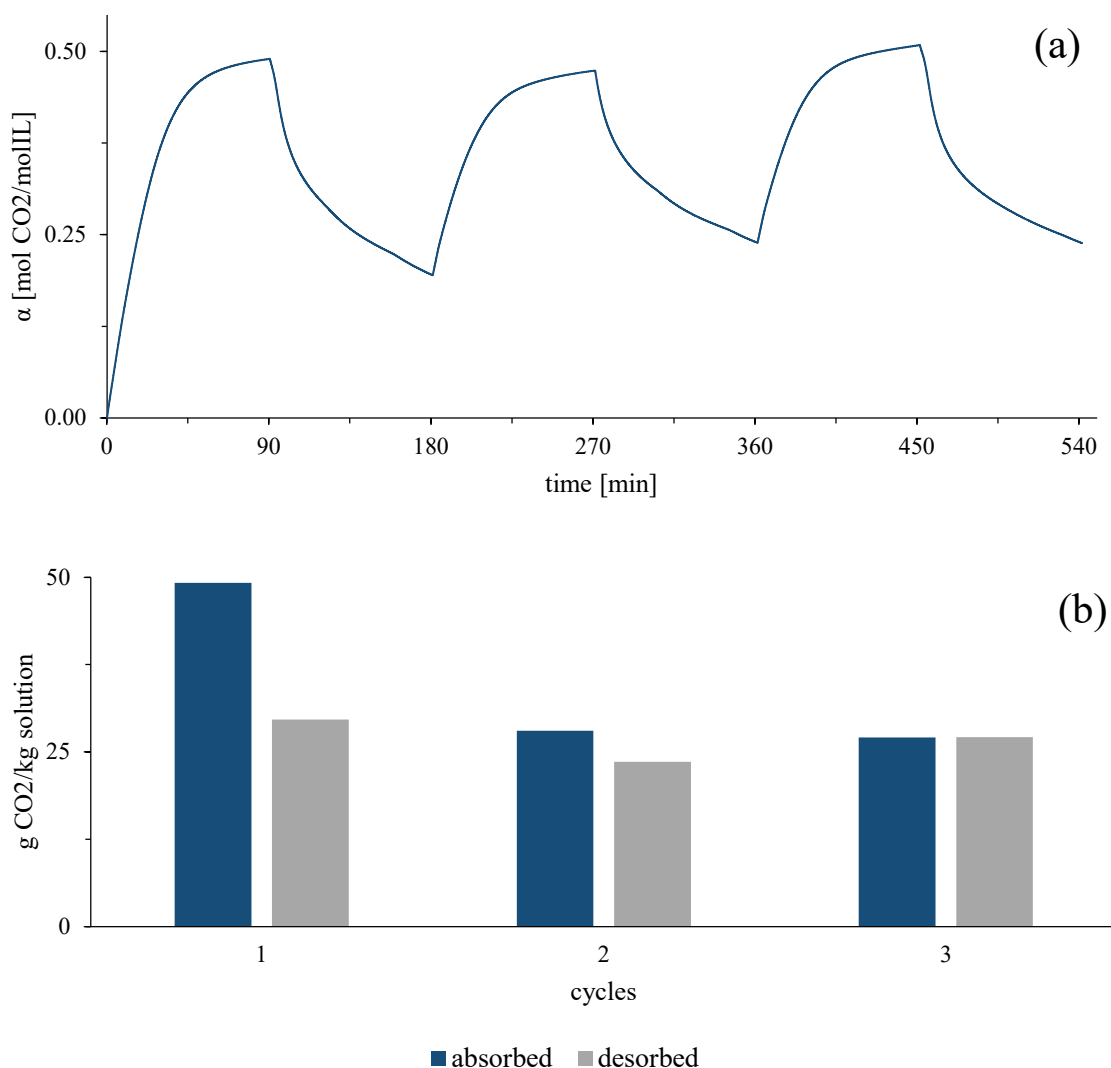 (a)
0.50
0.25
0.00
α [mol CO2/molIL]
0 90 180 270 360 450 540
time [min]
(b)
50
25
0
g CO2/kg solution
1 2 3
cycles
absorbed desorbed